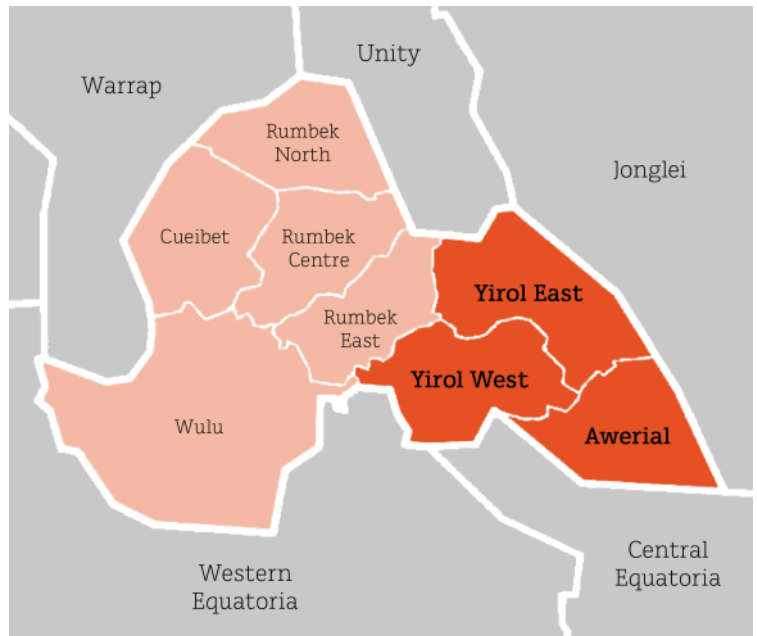 Unity
Warrap
Rumbek
North
Jonglei
Cueibet
Rumbek
Centre
Yirol East
Rumbek
East
Yirol West
Wulu
Awerial
Central
Equatoria
Western
Equatoria